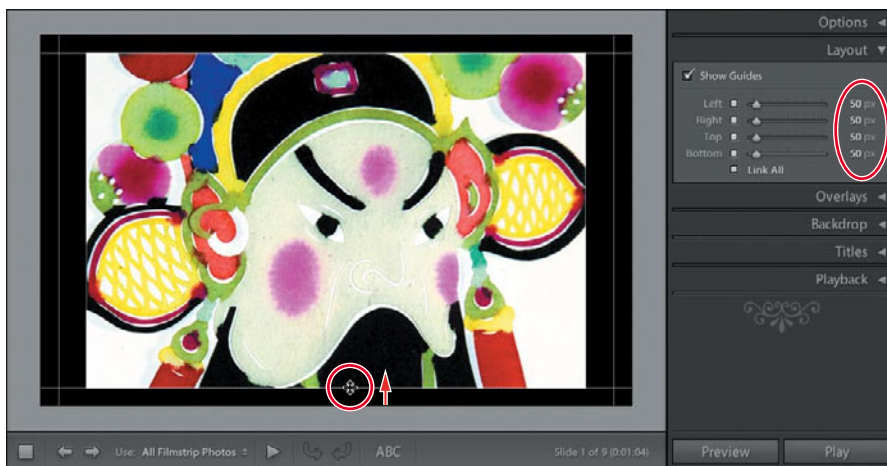 Options
Layout
Show Guides
Left 50 px
Right 50 px
Top 50 px
Bottom 50 px
Link All
Overlays
Backdrop
Titles
Playback
Use: All Filmstrip Photos
ABC
Slide 1 of 9 (0:01:04)
Preview
Play